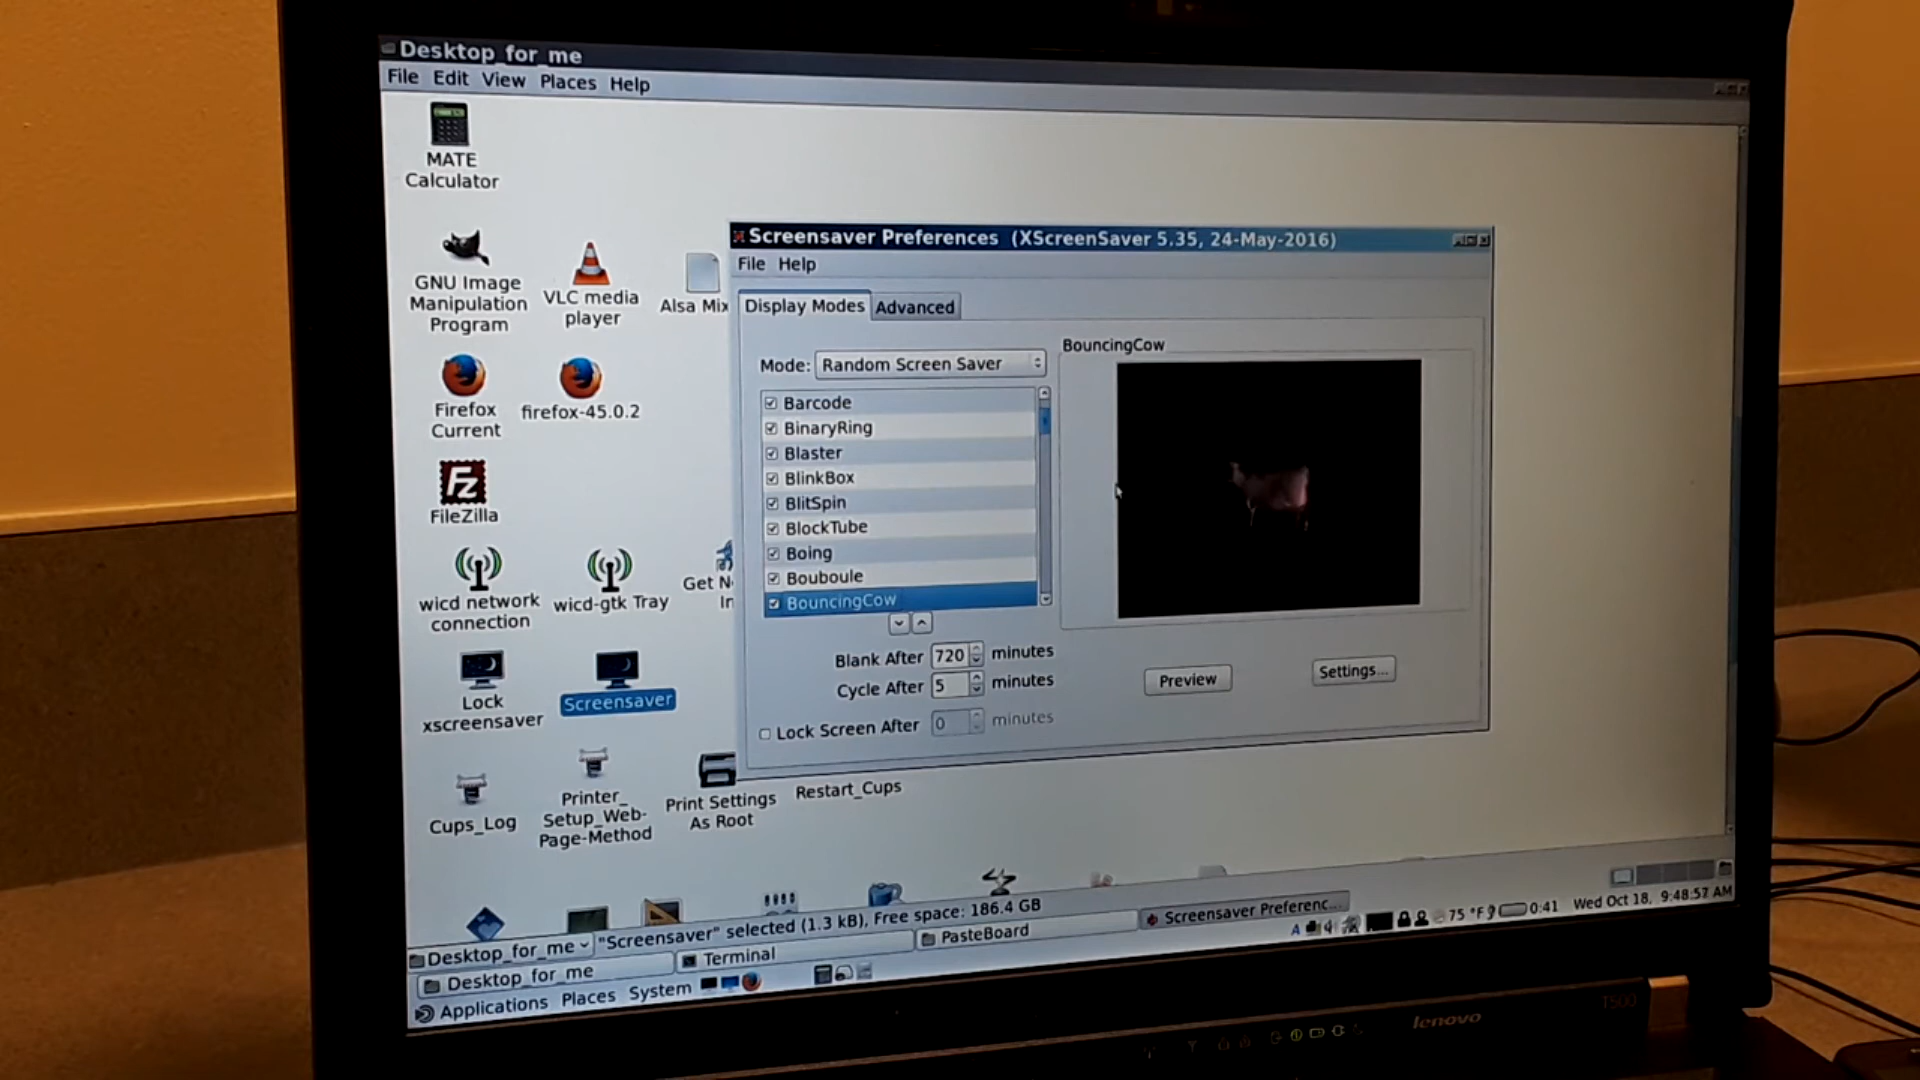 Desktop_for_me
File Edit View Places Help
MATE
Calculator
GNU Image
Manipulation
Program
VLC media
player
Alsa Mix
Firefox
Current
firefox-45.0.2
Fz
FileZilla
wicd network
connection
wicd-gtk Tray
Get N
In
Lock
xscreensaver
Screensaver
Cups_Log
Printer_
Setup_Web-
Page-Method
Print Settings
As Root
Restart_Cups
Screensaver Preferences (XScreenSaver 5.35, 24-May-2016)
File Help
Display Modes
Advanced
Mode: Random Screen Saver
Barcode
BinaryRing
Blaster
BlinkBox
BlitSpin
BlockTube
Boing
Bouboule
BouncingCow
Blank After 720 minutes
Cycle After 5 minutes
Lock Screen After 0 minutes
BouncingCow
Preview
Settings...
Desktop_for_me
"Screensaver" selected (1.3 kB), Free space: 186.4 GB
Desktop_for_me
Terminal
PasteBoard
Screensaver Preferenc...
A
75 °F
0:41
Wed Oct 18, 9:48:57 AM
Applications Places System
lenovo
T500